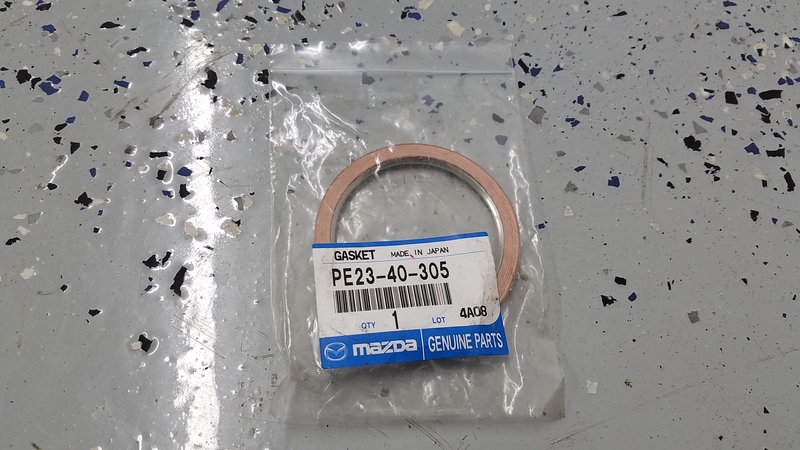 GASKET MADE IN JAPAN
PE23-40-305
QTY 1 LOT 4A08
mazda GENUINE PARTS